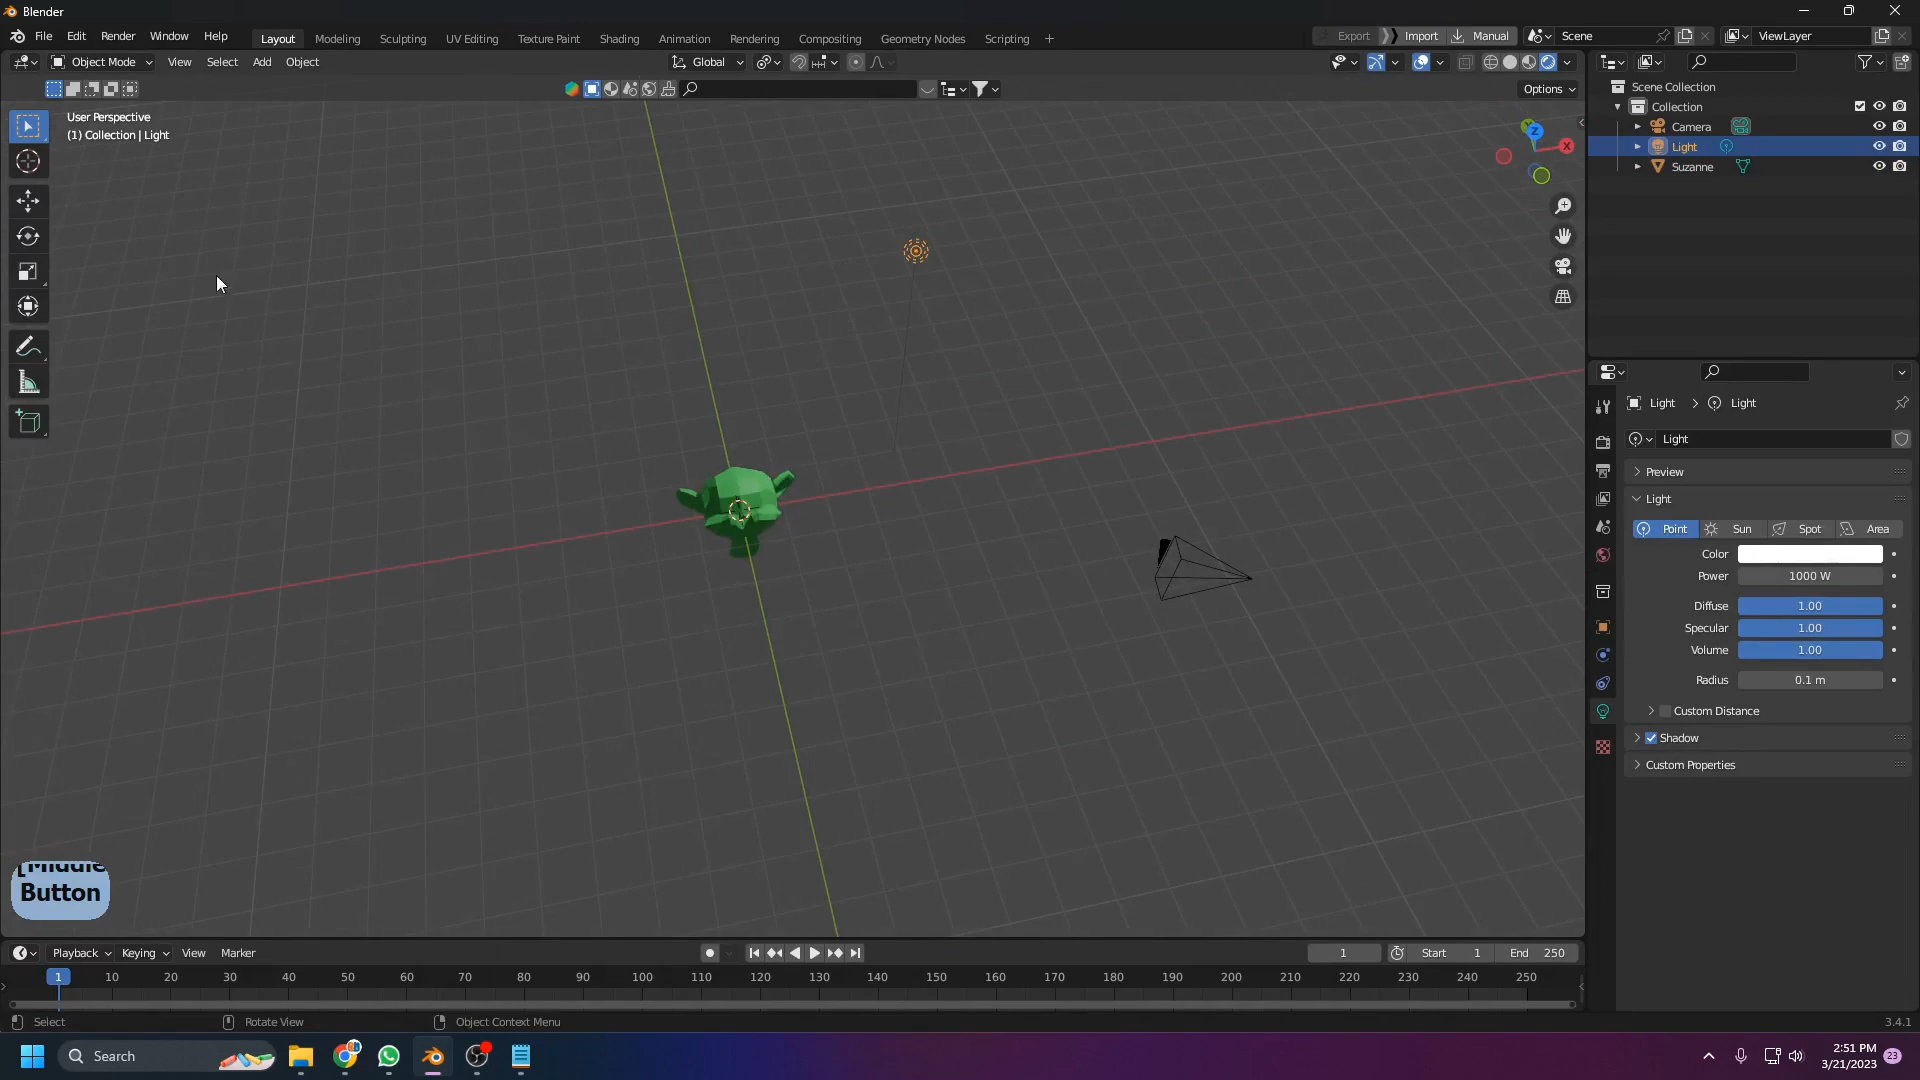 Blender
File Edit Render Window Help Layout Modeling Sculpting UV Editing Texture Paint Shading Animation Rendering Compositing Geometry Nodes Scripting + Export Import Manual Scene ViewLayer
Object Mode View Select Add Object Global
Options
User Perspective
(1) Collection | Light
Z
X
Scene Collection
Collection
Camera
Light
Suzanne
Light > Light
Light
Preview
Light
Point Sun Spot Area
Color
Power 1000 W
Diffuse 1.00
Specular 1.00
Volume 1.00
Radius 0.1 m
Custom Distance
Shadow
Custom Properties
[Middle
Button
Playback Keying View Marker 1 Start 1 End 250
1 10 20 30 40 50 60 70 80 90 100 110 120 130 140 150 160 170 180 190 200 210 220 230 240 250
Select Rotate View Object Context Menu 3.4.1
Search
2:51 PM
3/21/2023
23